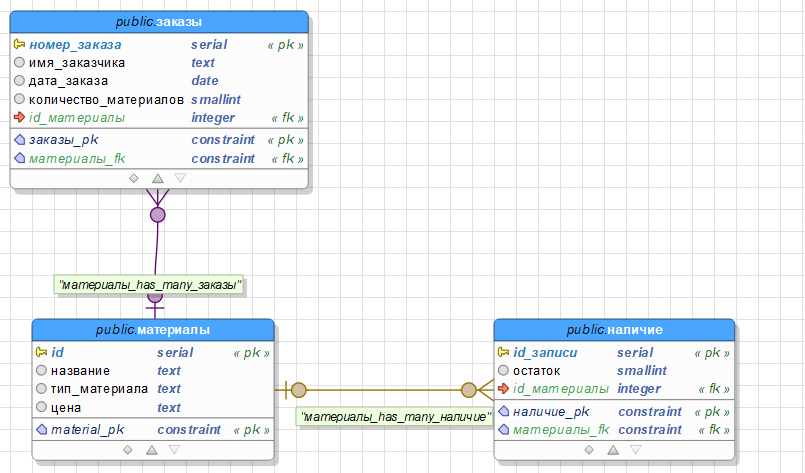 public.заказы
номер_заказа serial « pk »
имя_заказчика text
дата_заказа date
количество_материалов smallint
id_материалы integer « fk »
заказы_pk constraint « pk »
материалы_fk constraint « fk »
"материалы_has_many_заказы"
public.материалы
id serial « pk »
название text
тип_материала text
цена text
material_pk constraint « pk »
"материалы_has_many_наличие"
public.наличие
id_записи serial « pk »
остаток smallint
id_материалы integer « fk »
наличие_pk constraint « pk »
материалы_fk constraint « fk »